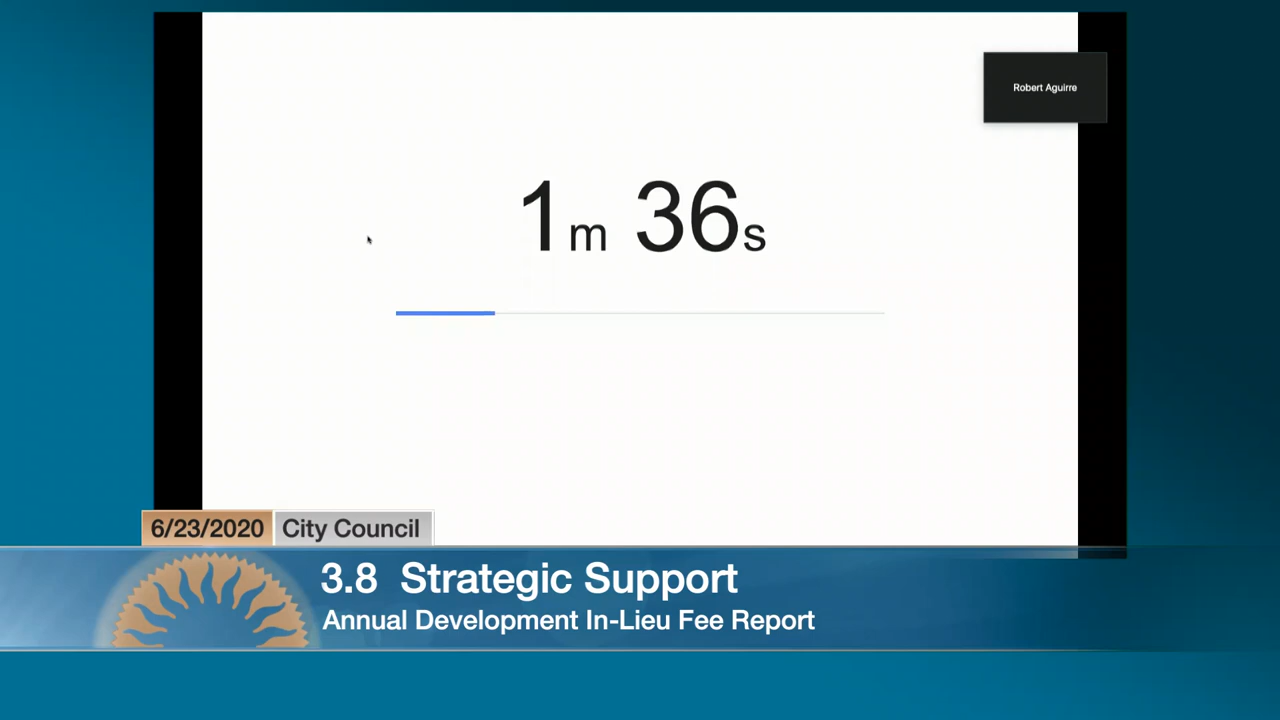 Robert Aguirre
1m 36s
6/23/2020 City Council
3.8 Strategic Support
Annual Development In-Lieu Fee Report